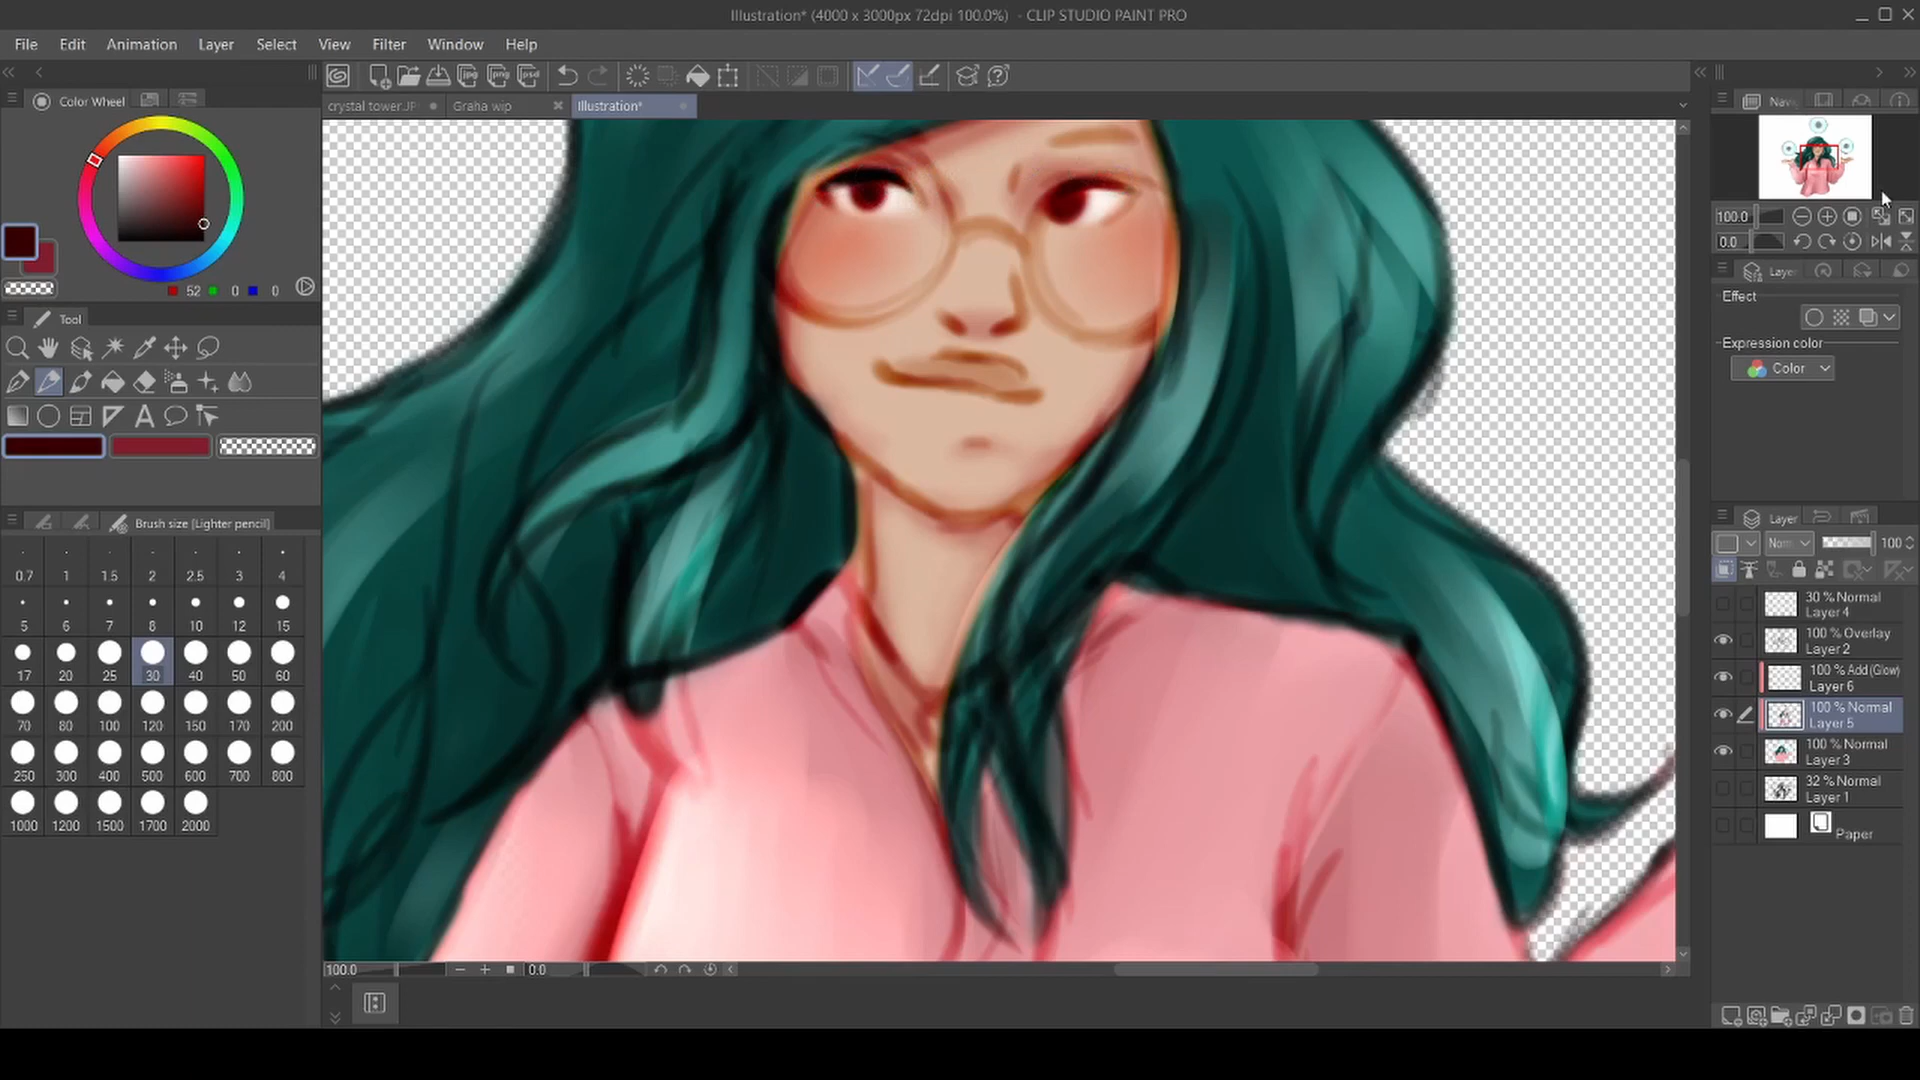 Illustration* (4000 x 3000px 72dpi 100.0%) - CLIP STUDIO PAINT PRO
File Edit Animation Layer Select View Filter Window Help
Color Wheel
crystal tower.JP Graha wip Illustration*
Nav
100.0
0.0
52 0 0
Layer
Effect
Tool
Expression color
Color
Brush size [Lighter pencil]
Layer
Norm 100
0.7 1 1.5 2 2.5 3 4
5 6 7 8 10 12 15
17 20 25 30 40 50 60
70 80 100 120 150 170 200
250 300 400 500 600 700 800
1000 1200 1500 1700 2000
30 % Normal
Layer 4
100 % Overlay
Layer 2
100 % Add (Glow)
Layer 6
100 % Normal
Layer 5
100 % Normal
Layer 3
32 % Normal
Layer 1
Paper
100.0 0.0